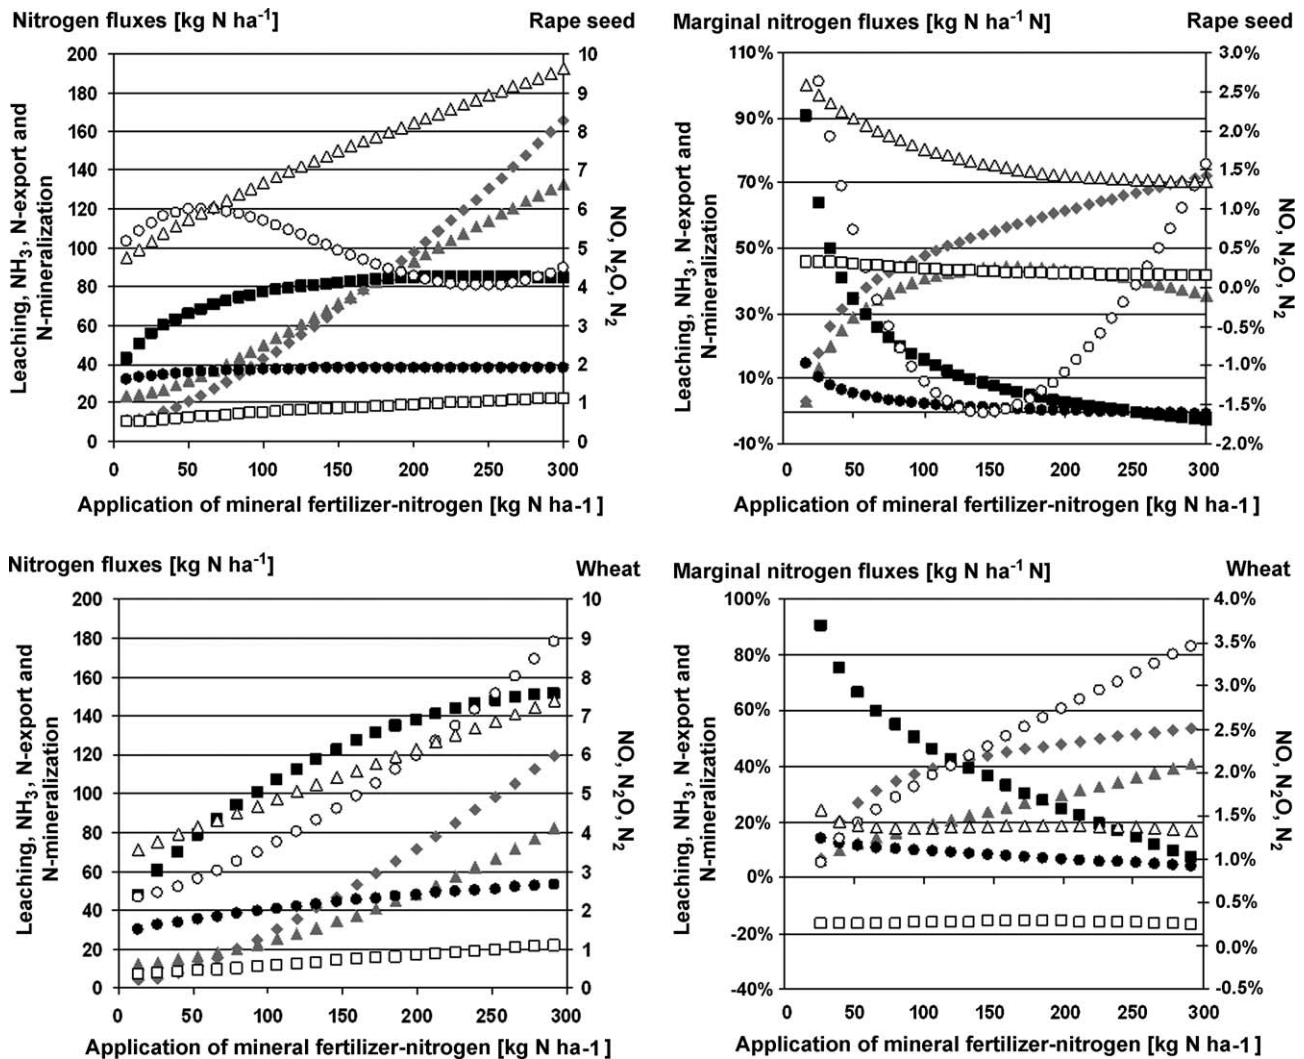 Nitrogen fluxes [kg N ha⁻¹]
Rape seed
200
180
160
140
120
100
80
60
40
20
0
10
9
8
7
6
5
4
3
2
1
0
Leaching, NH₃, N-export and
N-mineralization
NO, N₂O, N₂
0 50 100 150 200 250 300
Application of mineral fertilizer-nitrogen [kg N ha-1]
Marginal nitrogen fluxes [kg N ha⁻¹ N]
Rape seed
110%
90%
70%
50%
30%
10%
-10%
3.0%
2.5%
2.0%
1.5%
1.0%
0.5%
0.0%
-0.5%
-1.0%
-1.5%
-2.0%
Leaching, NH₃, N-export and
N-mineralization
NO, N₂O, N₂
0 50 100 150 200 250 300
Application of mineral fertilizer-nitrogen [kg N ha-1]
Nitrogen fluxes [kg N ha⁻¹]
Wheat
200
180
160
140
120
100
80
60
40
20
0
10
9
8
7
6
5
4
3
2
1
0
Leaching, NH₃, N-export and
N-mineralization
NO, N₂O, N₂
0 50 100 150 200 250 300
Application of mineral fertilizer-nitrogen [kg N ha-1]
Marginal nitrogen fluxes [kg N ha⁻¹ N]
Wheat
100%
80%
60%
40%
20%
0%
-20%
-40%
4.0%
3.5%
3.0%
2.5%
2.0%
1.5%
1.0%
0.5%
0.0%
-0.5%
Leaching, NH₃, N-export and
N-mineralization
NO, N₂O, N₂
0 50 100 150 200 250 300
Application of mineral fertilizer-nitrogen [kg N ha-1]